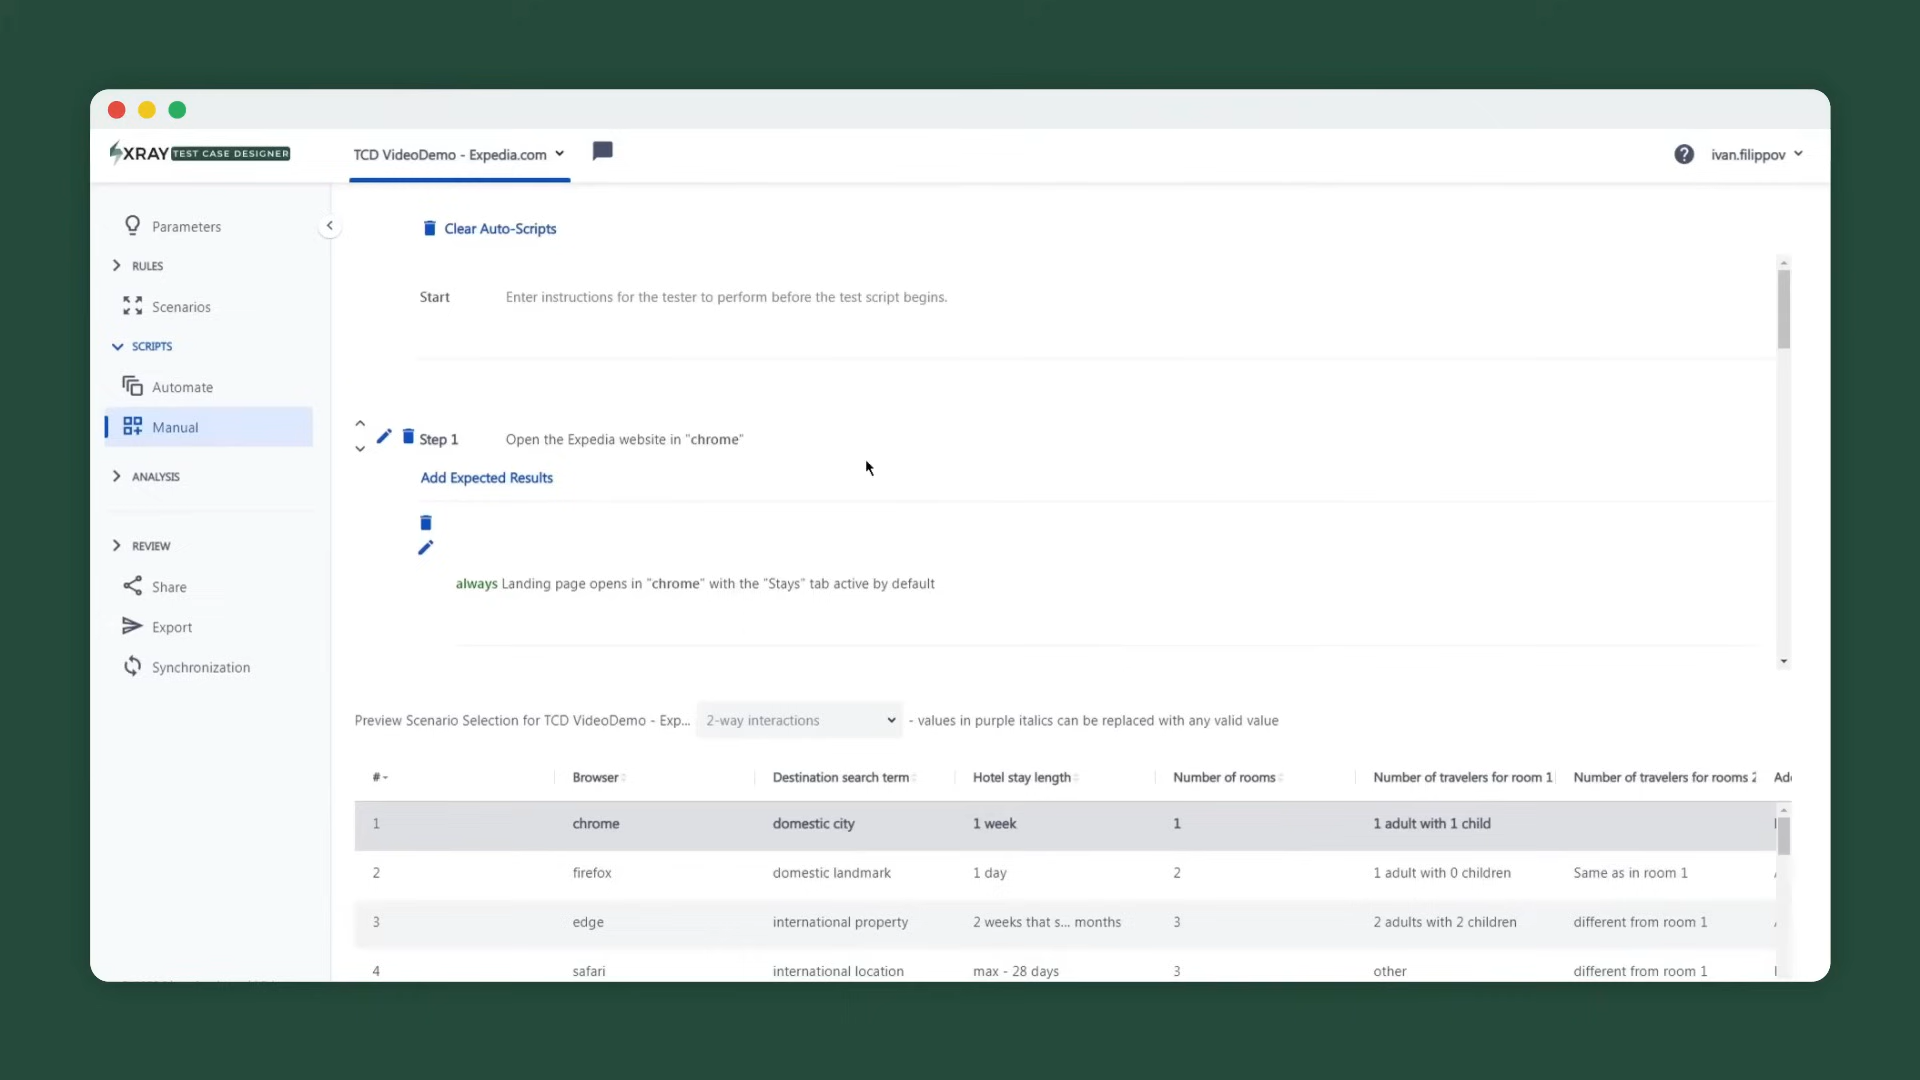 XRAY TEST CASE DESIGNER
TCD VideoDemo - Expedia.com
ivan.filippov
Parameters
RULES
Scenarios
SCRIPTS
Automate
Manual
ANALYSIS
REVIEW
Share
Export
Synchronization
Clear Auto-Scripts
Start Enter instructions for the tester to perform before the test script begins.
Step 1 Open the Expedia website in "chrome"
Add Expected Results
always Landing page opens in "chrome" with the "Stays" tab active by default
Preview Scenario Selection for TCD VideoDemo - Exp... 2-way interactions - values in purple italics can be replaced with any valid value
# Browser Destination search term Hotel stay length Number of rooms Number of travelers for room 1 Number of travelers for rooms 2
1 chrome domestic city 1 week 1 1 adult with 1 child
2 firefox domestic landmark 1 day 2 1 adult with 0 children Same as in room 1
3 edge international property 2 weeks that s... months 3 2 adults with 2 children different from room 1
4 safari international location max - 28 days 3 other different from room 1